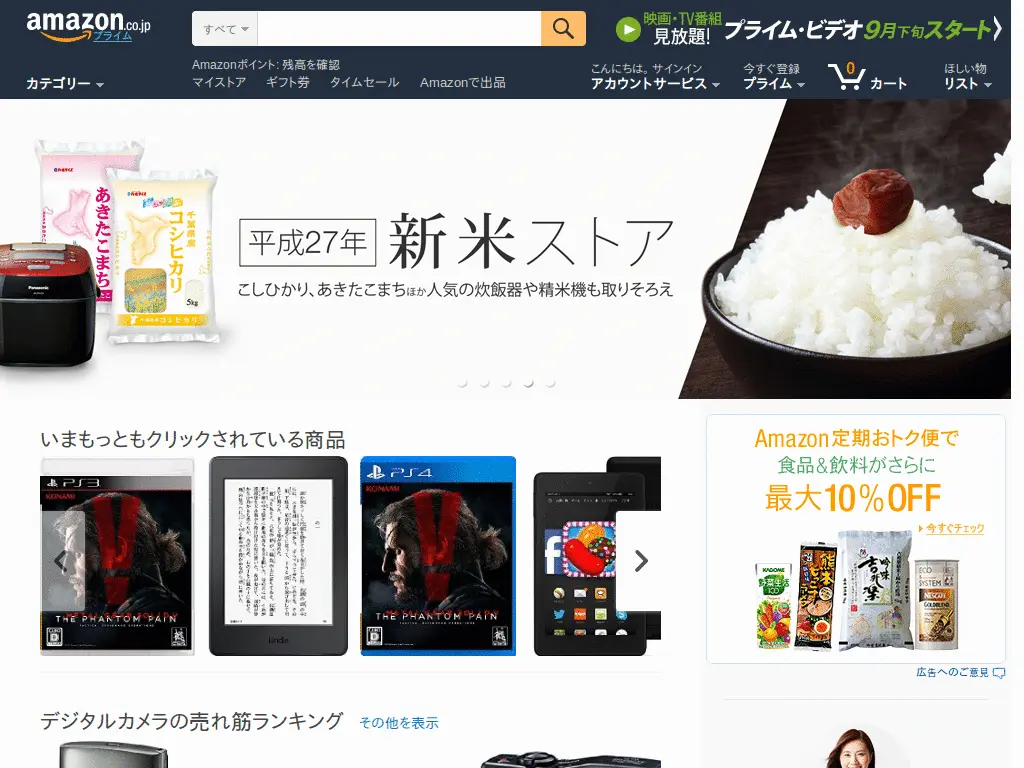 amazon.co.jp
プライム
すべて
映画・TV番組
見放題!
プライム・ビデオ 9月下旬スタート
Amazonポイント: 残高を確認
カテゴリー
マイストア ギフト券 タイムセール Amazonで出品
こんにちは。サインイン
アカウントサービス
今すぐ登録
プライム
0
カート
ほしい物
リスト
あきたこまち
千葉県産
コシヒカリ
5kg
Panasonic
平成27年 新米ストア
こしひかり、あきたこまちほか人気の炊飯器や精米機も取りそろえ
いまもっともクリックされている商品
PS3
KONAMI
THE PHANTOM PAIN
kindle
PS4
KONAMI
THE PHANTOM PAIN
Amazon定期おトク便で
食品&飲料がさらに
最大10%OFF
今すぐチェック
KAGOME
野菜生活
100
熊本
ECO
SYSTEM
NESCAFE
GOLDBLEND
広告へのご意見
デジタルカメラの売れ筋ランキング その他を表示